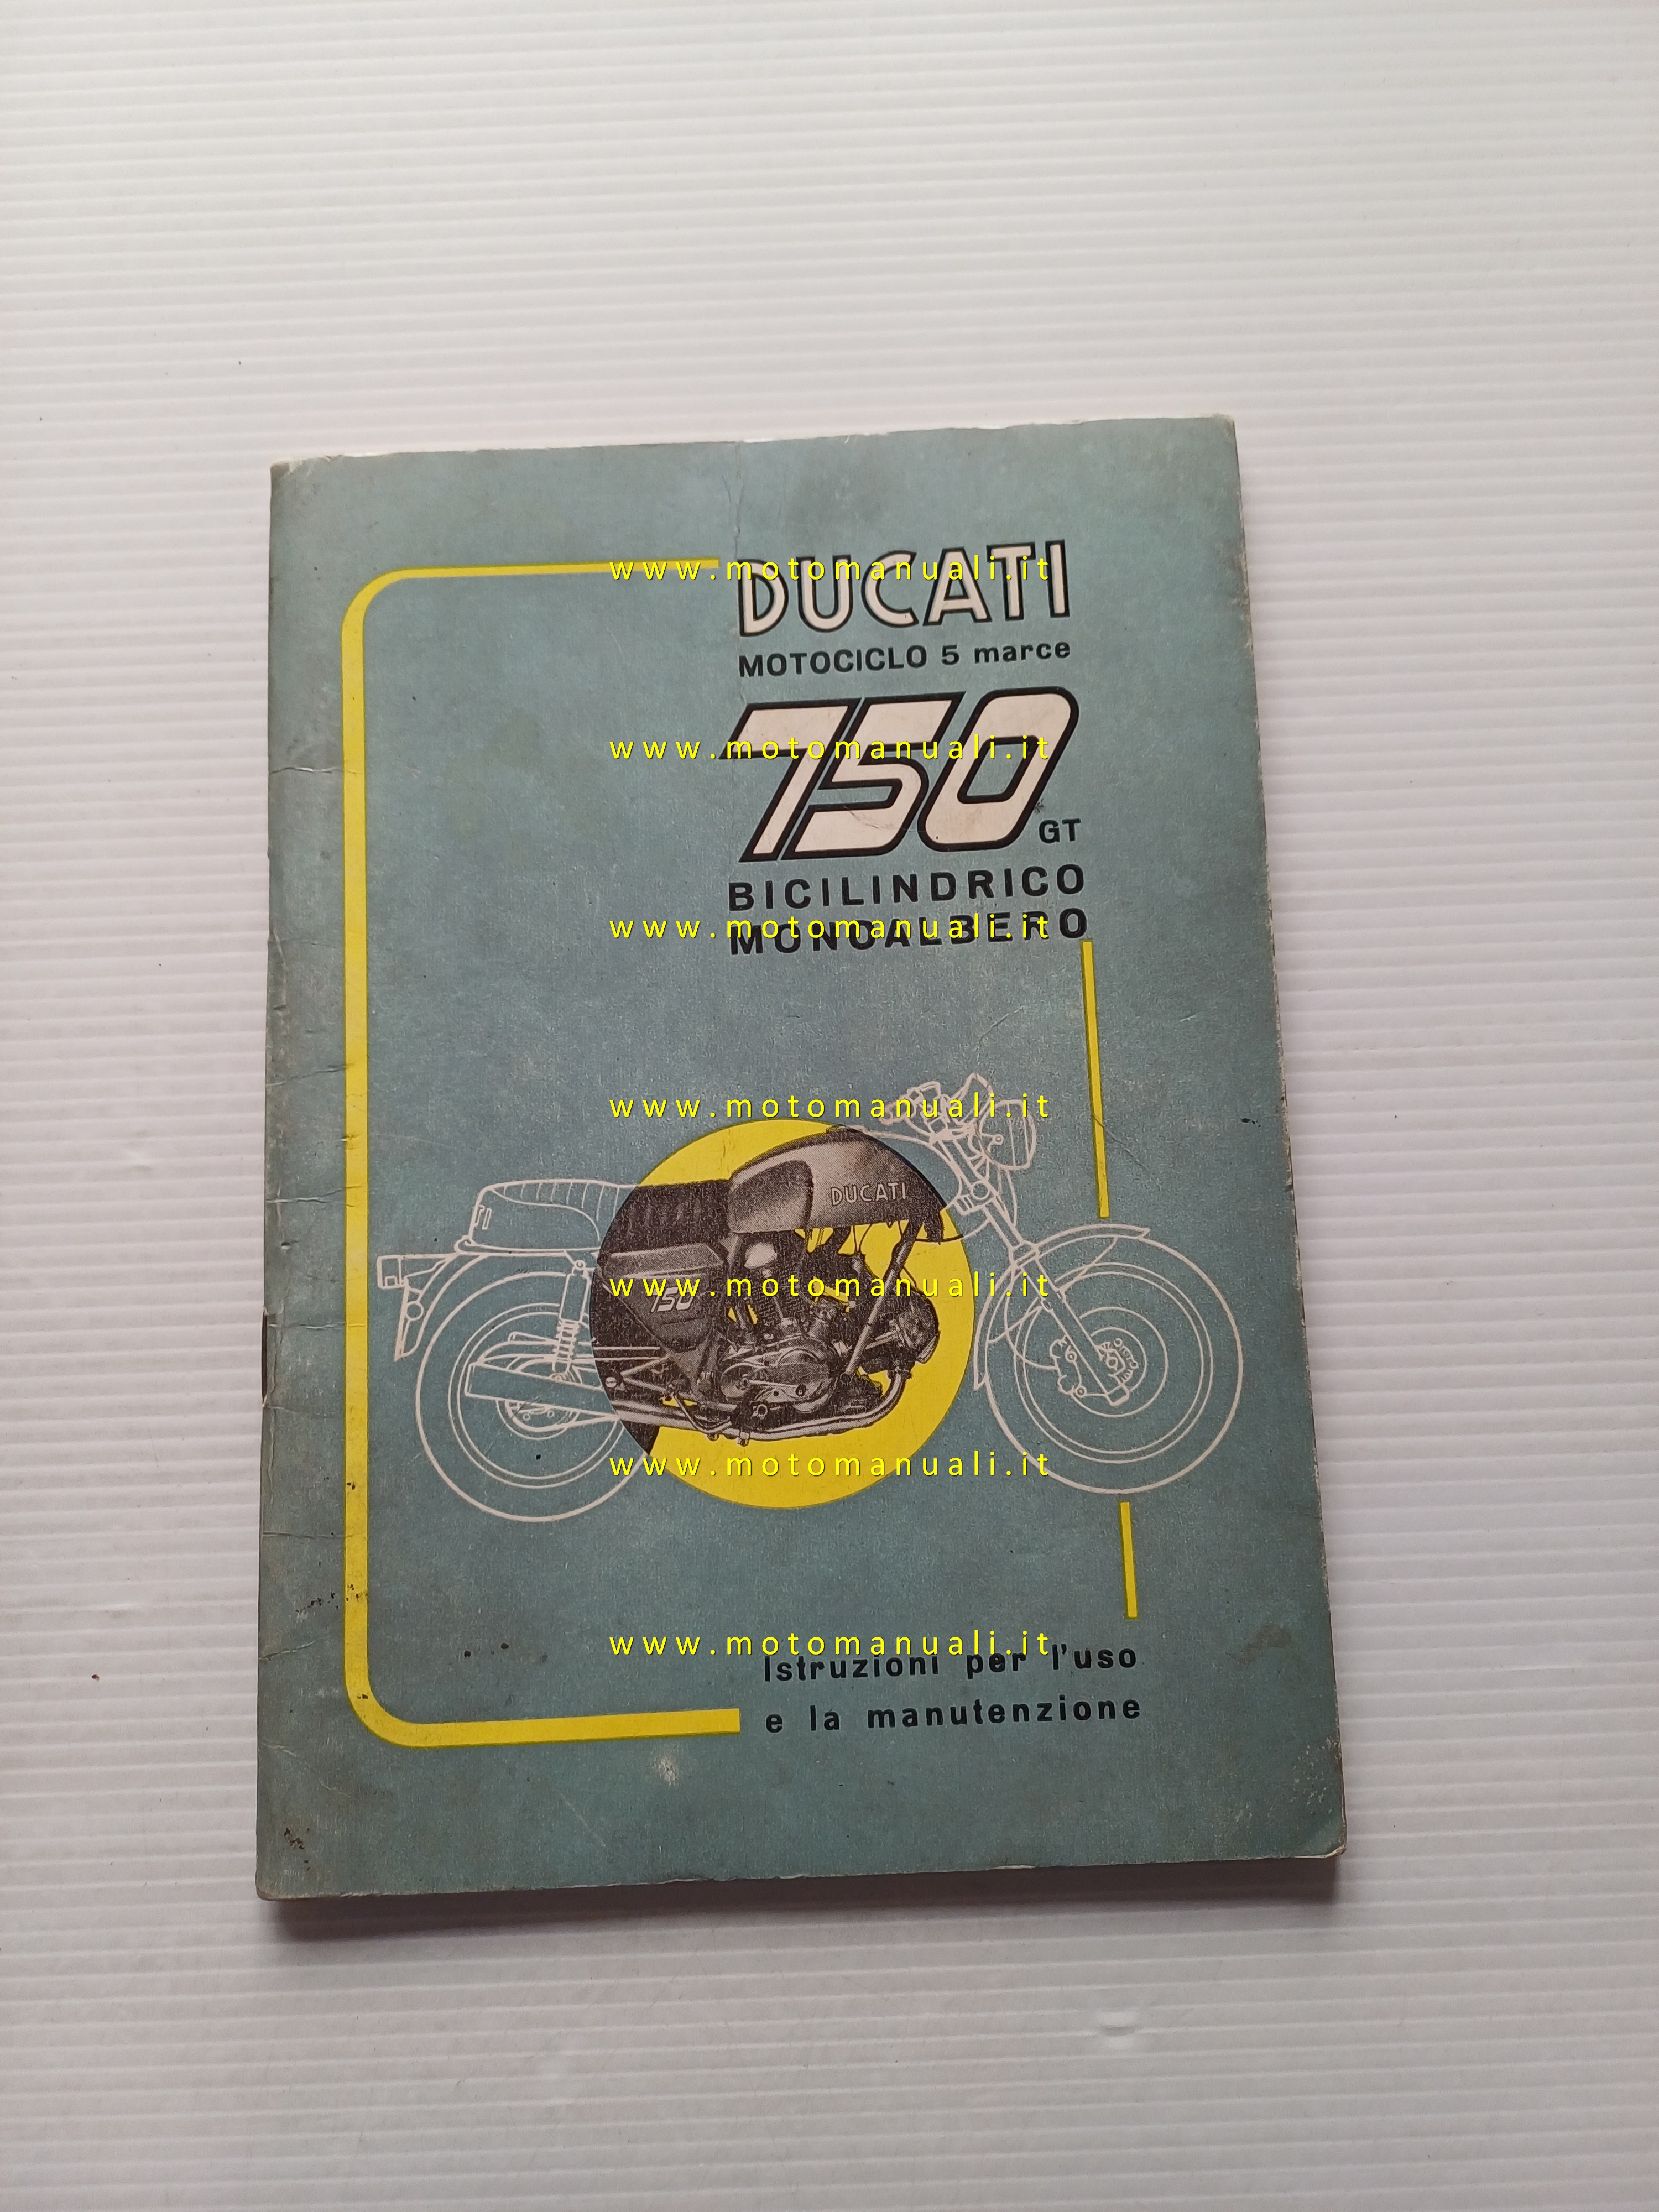 www.motomanuali.it
DUCATI
MOTOCICLO 5 marce
www.motomanuali.it
750
GT
BICILINDRICO
www.motomanuali.it
MONOALBERO
www.motomanuali.it
DUCATI
www.motomanuali.it
750
www.motomanuali.it
www.motomanuali.it
Istruzioni per l'uso
e la manutenzione